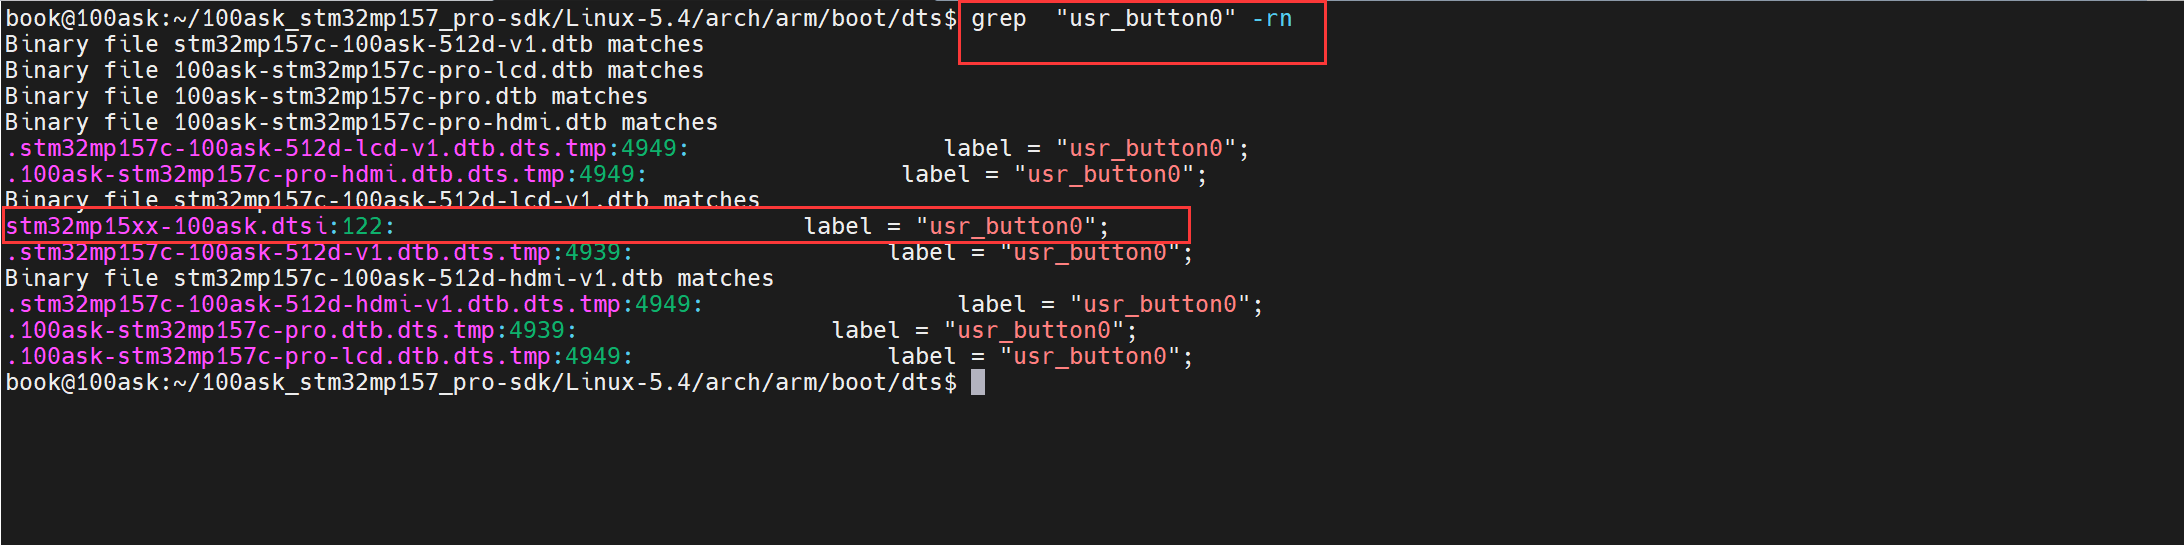 book@100ask:~/100ask_stm32mp157_pro-sdk/Linux-5.4/arch/arm/boot/dts$ grep  "usr_button0" -rn
Binary file stm32mp157c-100ask-512d-v1.dtb matches
Binary file 100ask-stm32mp157c-pro-lcd.dtb matches
Binary file 100ask-stm32mp157c-pro.dtb matches
Binary file 100ask-stm32mp157c-pro-hdmi.dtb matches
.stm32mp157c-100ask-512d-lcd-v1.dtb.dts.tmp:4949:                  label = "usr_button0";
.100ask-stm32mp157c-pro-hdmi.dtb.dts.tmp:4949:                  label = "usr_button0";
Binary file stm32mp157c-100ask-512d-lcd-v1.dtb matches
stm32mp15xx-100ask.dtsi:122:                             label = "usr_button0";
.stm32mp157c-100ask-512d-v1.dtb.dts.tmp:4939:                  label = "usr_button0";
Binary file stm32mp157c-100ask-512d-hdmi-v1.dtb matches
.stm32mp157c-100ask-512d-hdmi-v1.dtb.dts.tmp:4949:                  label = "usr_button0";
.100ask-stm32mp157c-pro.dtb.dts.tmp:4939:                  label = "usr_button0";
.100ask-stm32mp157c-pro-lcd.dtb.dts.tmp:4949:                  label = "usr_button0";
book@100ask:~/100ask_stm32mp157_pro-sdk/Linux-5.4/arch/arm/boot/dts$